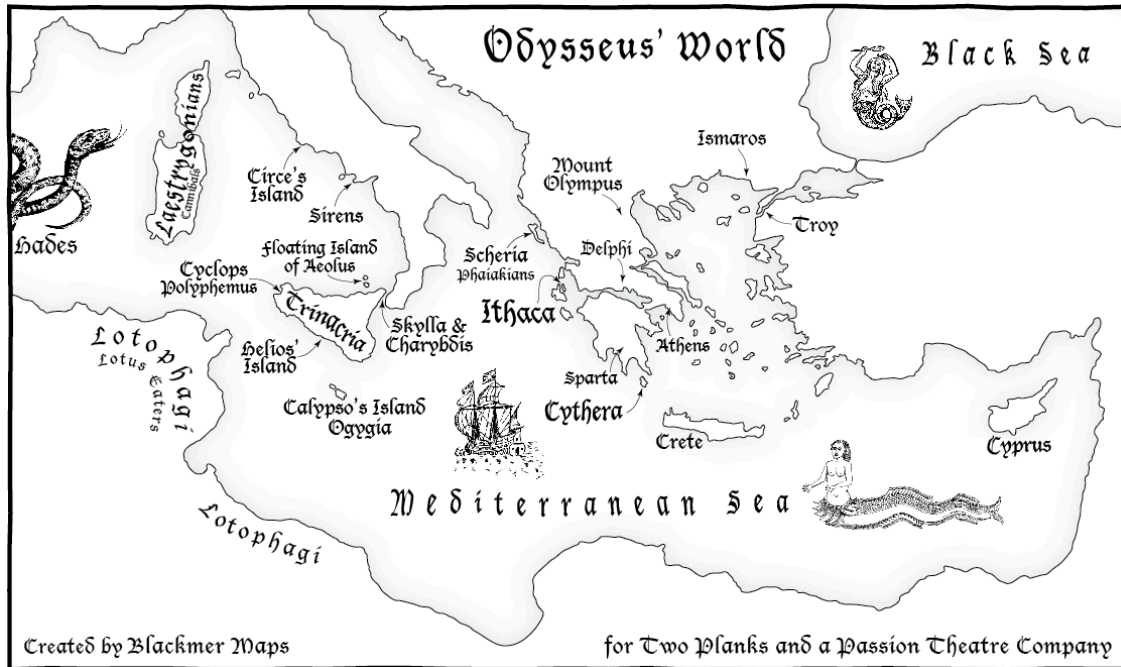 Odysseus' World
Black Sea
Ismaros
Mount
Olympus
Troy
Laestrygonians
Cannibals
Circe's
Island
Sirens
Hades
Floating Island
of Aeolus
Scheria
Phaiakians
Delphi
Cyclops
Polyphemus
Trinacria
Ithaca
Skylla &
Charybdis
Athens
Helios'
Island
Lotophagi
Lotus Eaters
Sparta
Calypso's Island
Ogygia
Cythera
Crete
Cyprus
Mediterranean Sea
Lotophagi
Created by Blackmer Maps
for Two Planks and a Passion Theatre Company